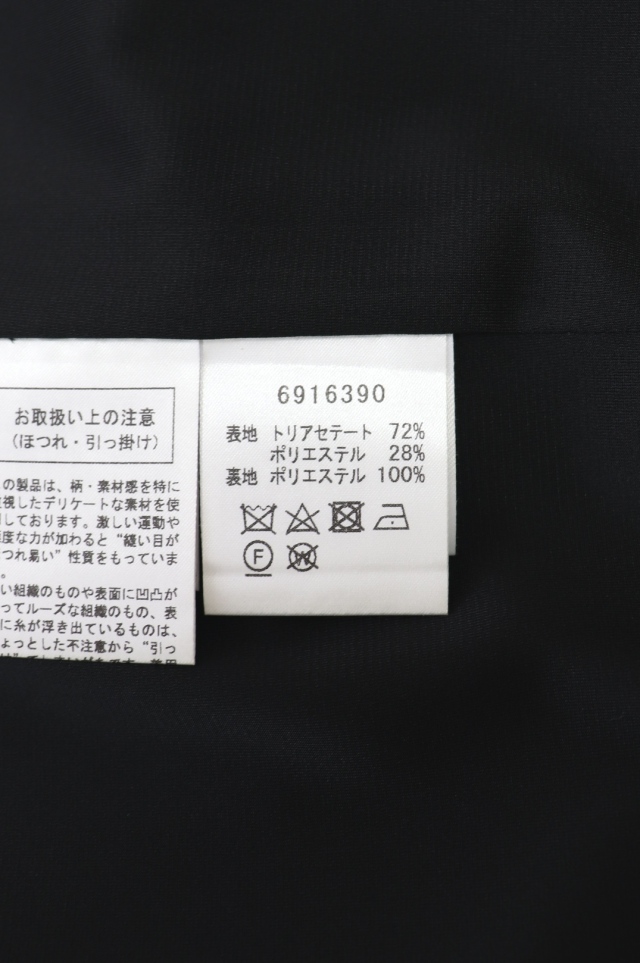 お取扱い上の注意
(ほつれ・引っ掛け)
の製品は、柄・素材感を特に
視したデリケートな素材を使
しております。激しい運動や
度な力が加わると“縫い目が
つれ易い”性質をもっていま
。
い組織のものや表面に凹凸が
ってルーズな組織のもの、表
に糸が浮き出ているものは、
ょっとした不注意から“引っ
6916390
表地 トリアセテート 72%
ポリエステル 28%
裏地 ポリエステル 100%
F
W